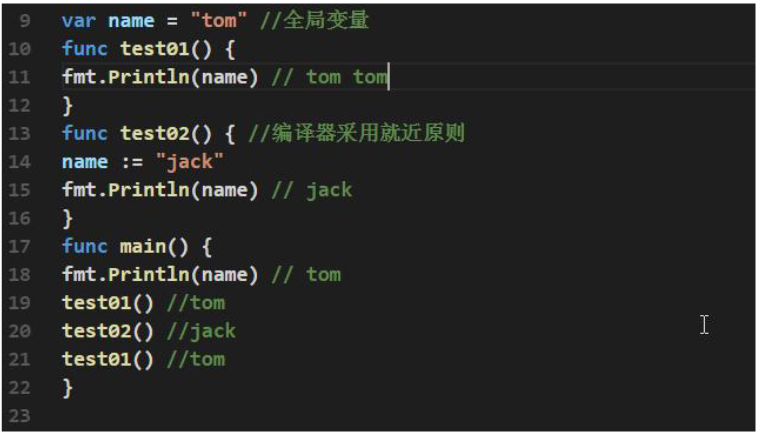 9 var name = "tom" //全局变量
10 func test01() {
11 fmt.Println(name) // tom tom
12 }
13 func test02() { //编译器采用就近原则
14 name := "jack"
15 fmt.Println(name) // jack
16 }
17 func main() {
18 fmt.Println(name) // tom
19 test01() //tom
20 test02() //jack
21 test01() //tom
22 }
23